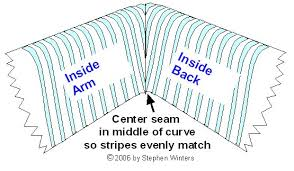 Inside
Arm
Inside
Back
Center seam
in middle of curve
so stripes evenly match
©2006 by Stephen Winters